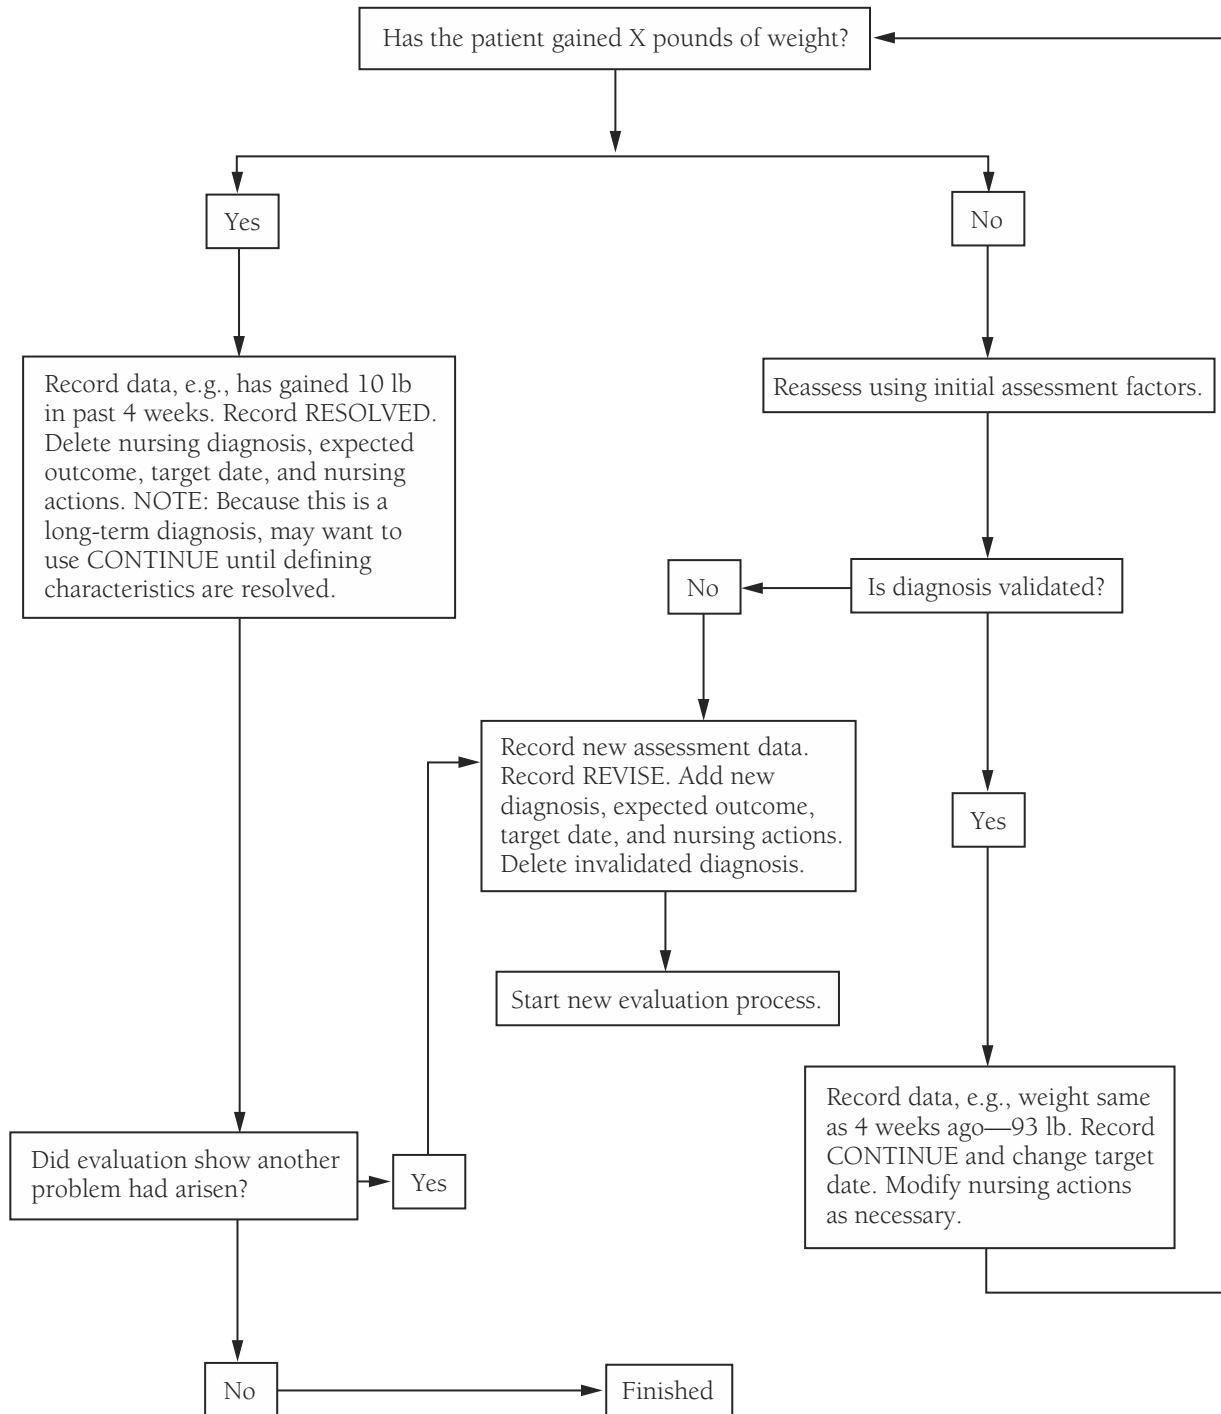 Has the patient gained X pounds of weight?
Yes
No
Record data, e.g., has gained 10 lb
in past 4 weeks. Record RESOLVED.
Delete nursing diagnosis, expected
outcome, target date, and nursing
actions. NOTE: Because this is a
long-term diagnosis, may want to
use CONTINUE until defining
characteristics are resolved.
Reassess using initial assessment factors.
No
Is diagnosis validated?
Record new assessment data.
Record REVISE. Add new
diagnosis, expected outcome,
target date, and nursing actions.
Delete invalidated diagnosis.
Yes
Start new evaluation process.
Record data, e.g., weight same
as 4 weeks ago—93 lb. Record
CONTINUE and change target
date. Modify nursing actions
as necessary.
Did evaluation show another
problem had arisen?
Yes
No
Finished